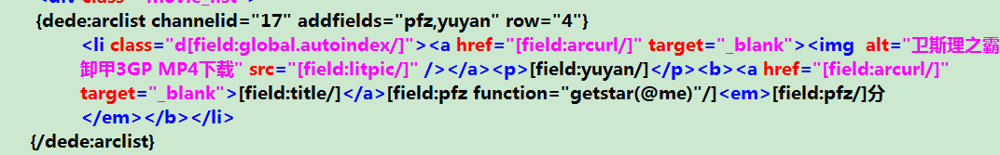 {dede:arclist channelid="17" addfields="pfz,yuyan" row="4"}
<li class="d[field:global.autoindex/]"><a href="[field:arcurl/]" target="_blank"><img alt="卫斯理之霸
卸甲3GP MP4下载" src="[field:litpic/]" /></a><p>[field:yuyan/]</p><b><a href="[field:arcurl/]"
target="_blank">[field:title/]</a>[field:pfz function="getstar(@me)"/]<em>[field:pfz/]分
</em></b></li>
{/dede:arclist}